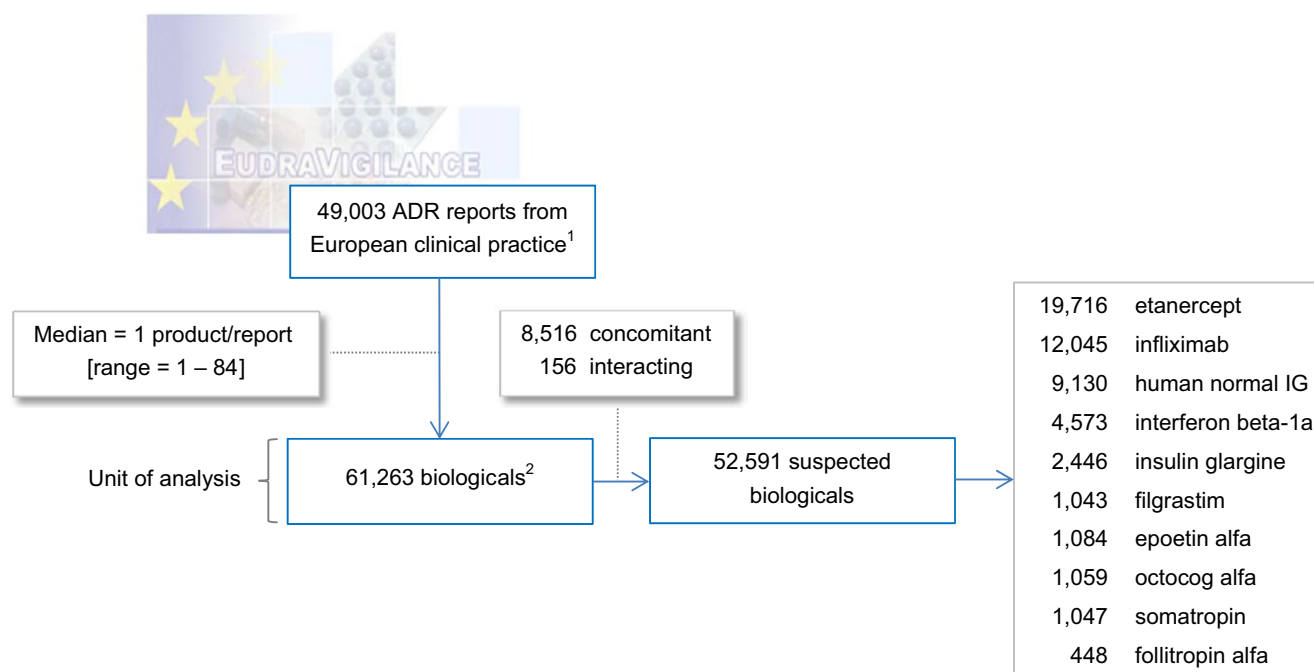 EUDRAVIGILANCE
49,003 ADR reports from
European clinical practice1
Median = 1 product/report
[range = 1 – 84]
8,516 concomitant
156 interacting
Unit of analysis
61,263 biologicals2
52,591 suspected
biologicals
19,716 etanercept
12,045 infliximab
9,130 human normal IG
4,573 interferon beta-1a
2,446 insulin glargine
1,043 filgrastim
1,084 epoetin alfa
1,059 octocog alfa
1,047 somatropin
448 follitropin alfa